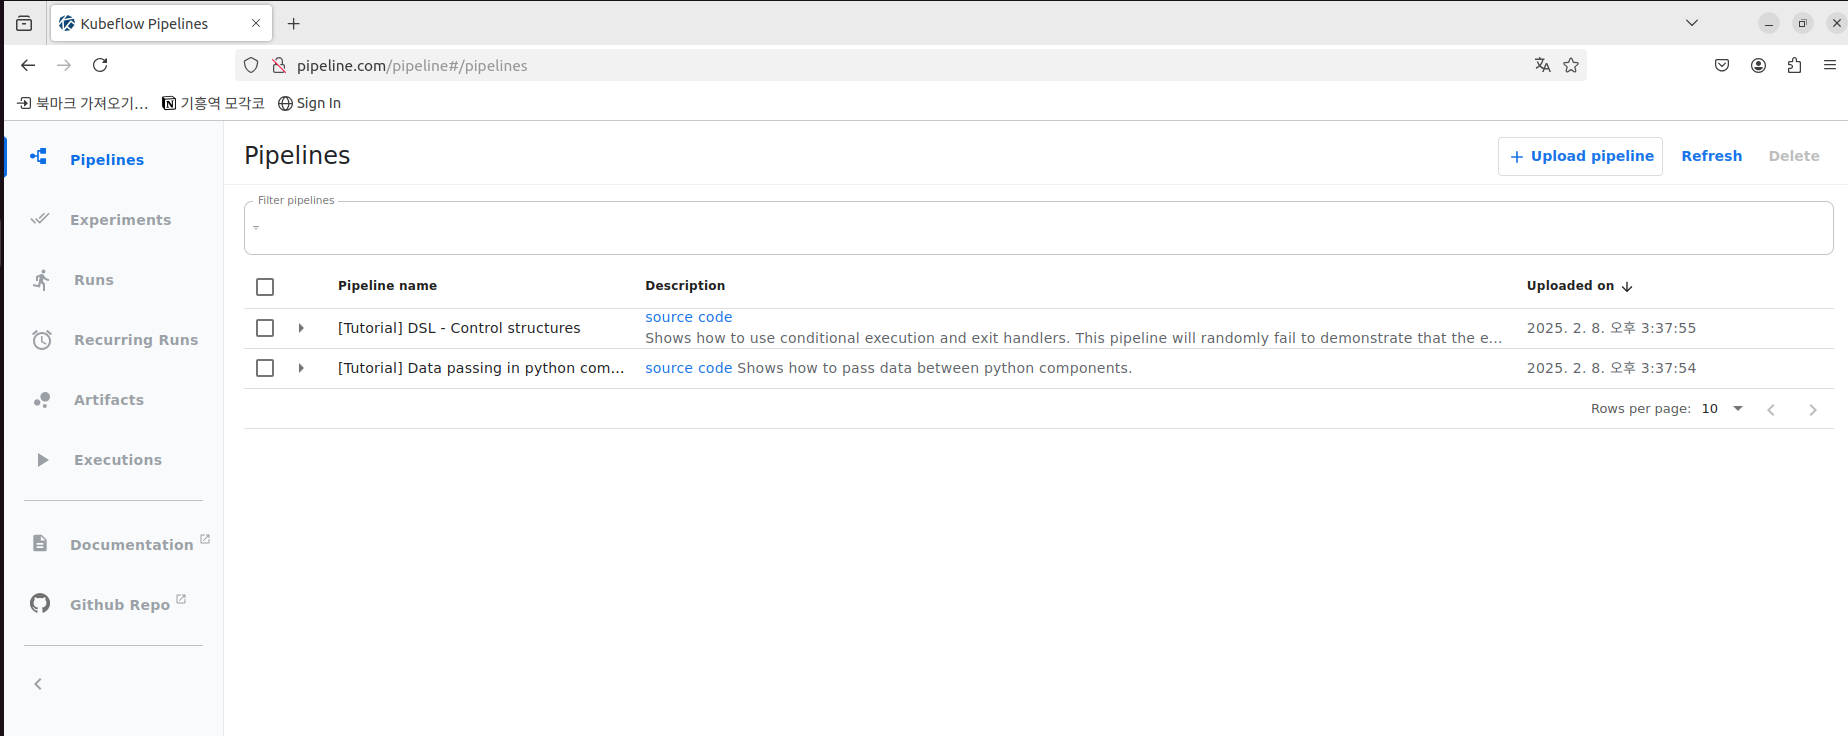 Kubeflow Pipelines
pipeline.com/pipeline#/pipelines
북마크 가져오기... 기흥역 모각코 Sign In
Pipelines
Experiments
Runs
Recurring Runs
Artifacts
Executions
Documentation
Github Repo
Pipelines
+ Upload pipeline Refresh Delete
Filter pipelines
Pipeline name Description Uploaded on
[Tutorial] DSL - Control structures source code
Shows how to use conditional execution and exit handlers. This pipeline will randomly fail to demonstrate that the e... 2025. 2. 8. 오후 3:37:55
[Tutorial] Data passing in python com... source code Shows how to pass data between python components. 2025. 2. 8. 오후 3:37:54
Rows per page: 10